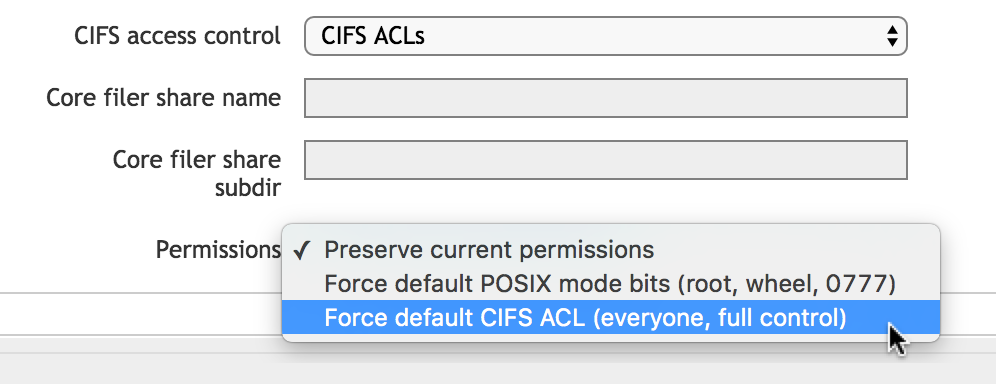 CIFS access control
CIFS ACLs
Core filer share name
Core filer share
subdir
Permissions
✓ Preserve current permissions
Force default POSIX mode bits (root, wheel, 0777)
Force default CIFS ACL (everyone, full control)